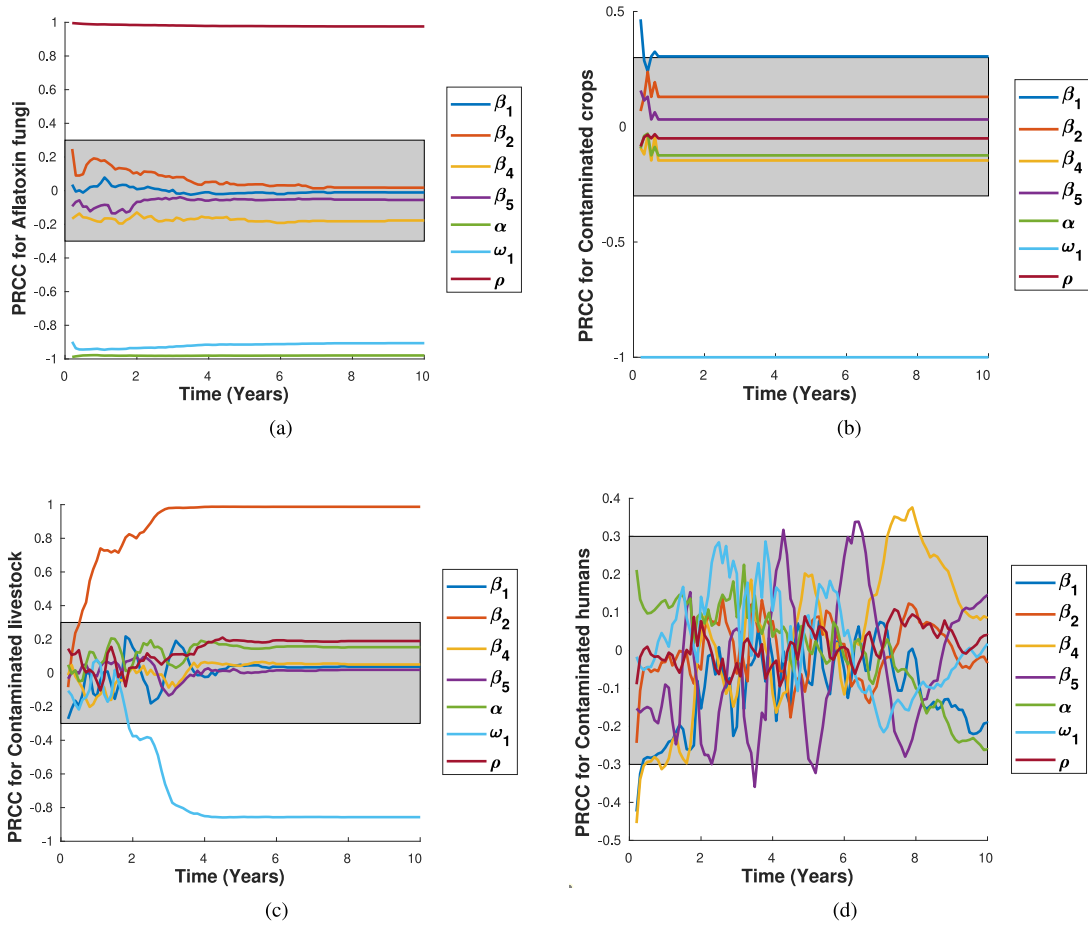 PRCC for Aflatoxin fungi
1
0.8
0.6
0.4
0.2
0
-0.2
-0.4
-0.6
-0.8
-1
0 2 4 6 8 10
Time (Years)
β1
β2
β4
β5
α
ω1
ρ
(a)
PRCC for Contaminated crops
0.5
0
-0.5
-1
0 2 4 6 8 10
Time (Years)
β1
β2
β4
β5
α
ω1
ρ
(b)
PRCC for Contaminated livestock
1
0.8
0.6
0.4
0.2
0
-0.2
-0.4
-0.6
-0.8
-1
0 2 4 6 8 10
Time (Years)
β1
β2
β4
β5
α
ω1
ρ
(c)
PRCC for Contaminated humans
0.4
0.3
0.2
0.1
0
-0.1
-0.2
-0.3
-0.4
-0.5
0 2 4 6 8 10
Time (Years)
β1
β2
β4
β5
α
ω1
ρ
(d)